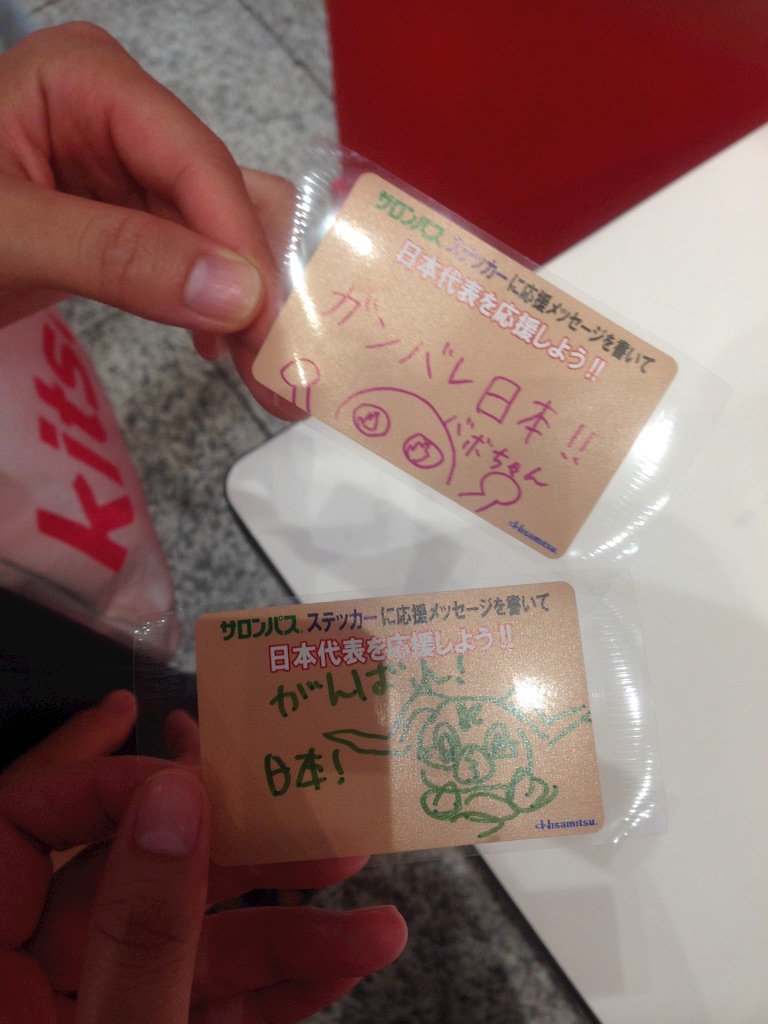 サロンパス ステッカーに応援メッセージを書いて
日本代表を応援しよう!!
ガンバレ日本!!
バボちゃん
Hisamitsu
kits
サロンパス® ステッカーに応援メッセージを書いて
日本代表を応援しよう!!
がんばれ!
日本!
Hisamitsu